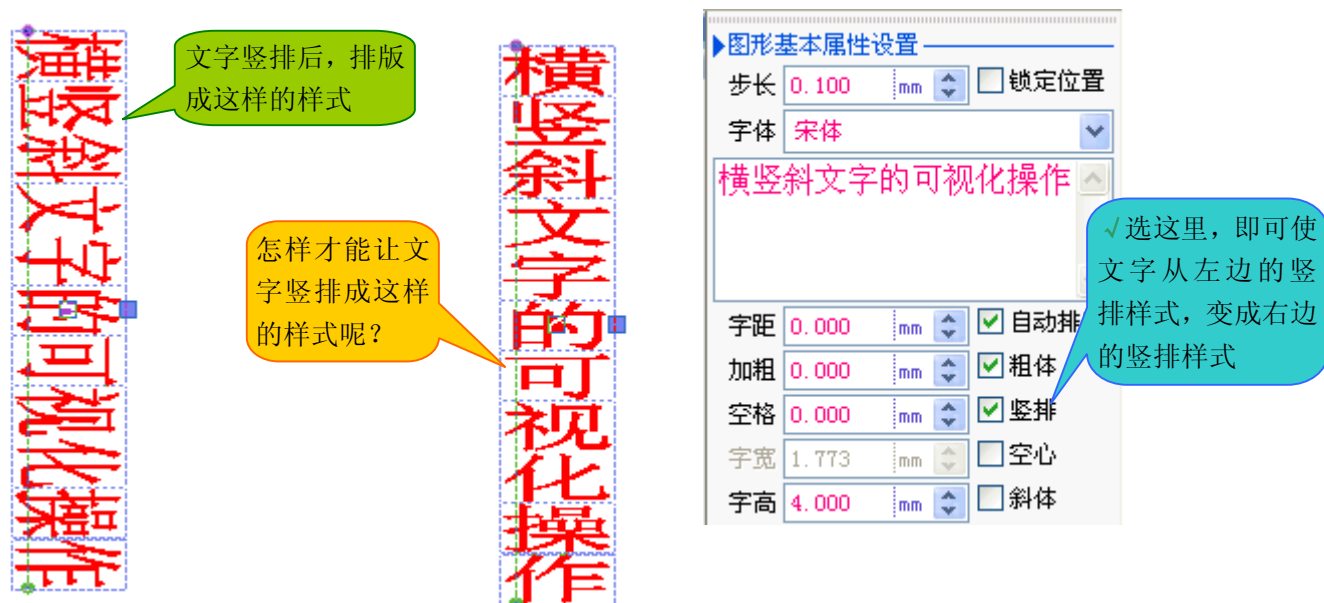 横竖斜文字的可视化操作
文字竖排后，排版
成这样的样式
横竖斜文字的可视化操作
怎样才能让文
字竖排成这样
的样式呢？
图形基本属性设置
步长 0.100 mm 锁定位置
字体 宋体
横竖斜文字的可视化操作
√选这里，即可使
文字从左边的竖
排样式，变成右边
的竖排样式
字距 0.000 mm 自动排
加粗 0.000 mm 粗体
空格 0.000 mm 竖排
字宽 1.773 mm 空心
字高 4.000 mm 斜体